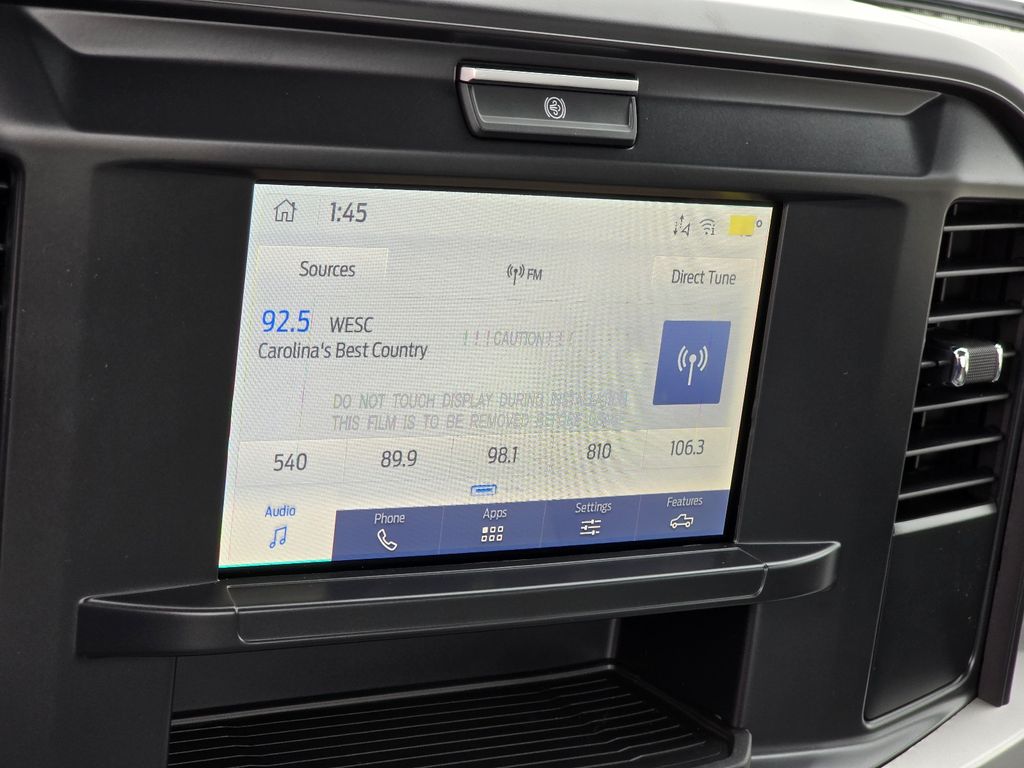 1:45
Sources
FM
Direct Tune
92.5 WESC
Carolina's Best Country
! ! ! CAUTION ! ! !
DO NOT TOUCH DISPLAY DURING INSTALLATION
THIS FILM IS TO BE REMOVED BEFORE
540 89.9 98.1 810 106.3
Audio Phone Apps Settings Features